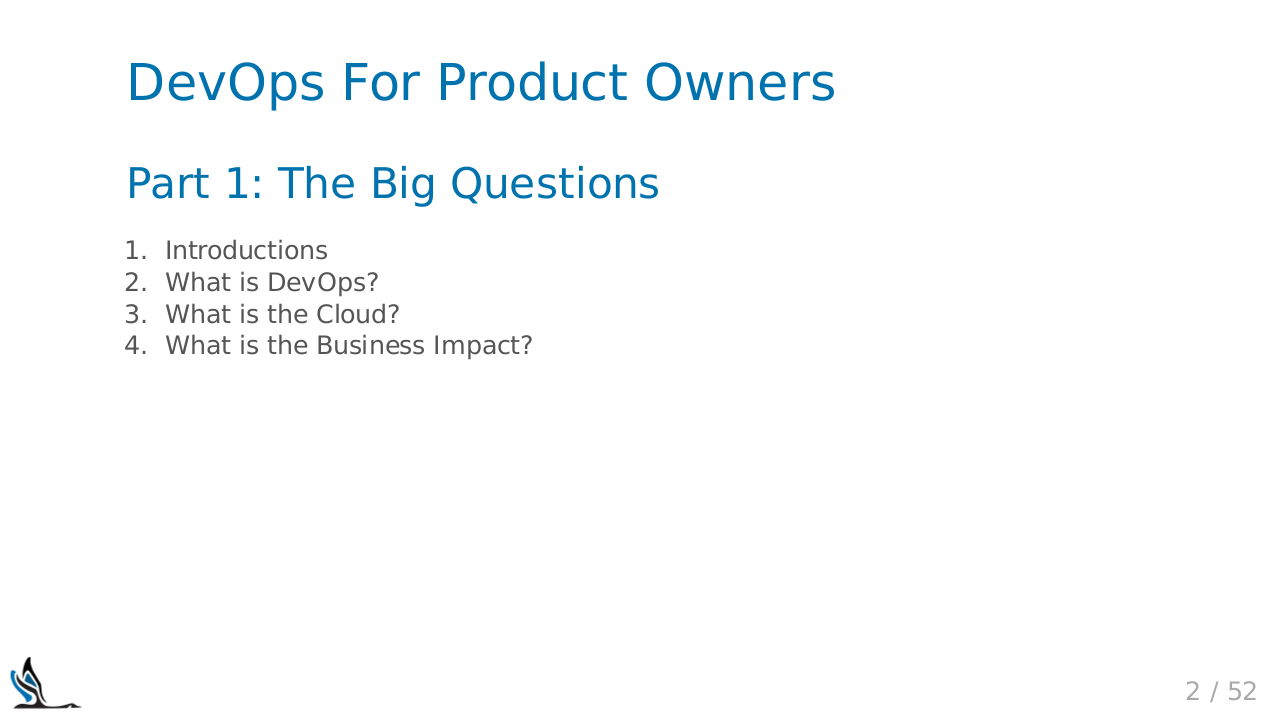 DevOps For Product Owners
Part 1: The Big Questions
1. Introductions
2. What is DevOps?
3. What is the Cloud?
4. What is the Business Impact?
2 / 52